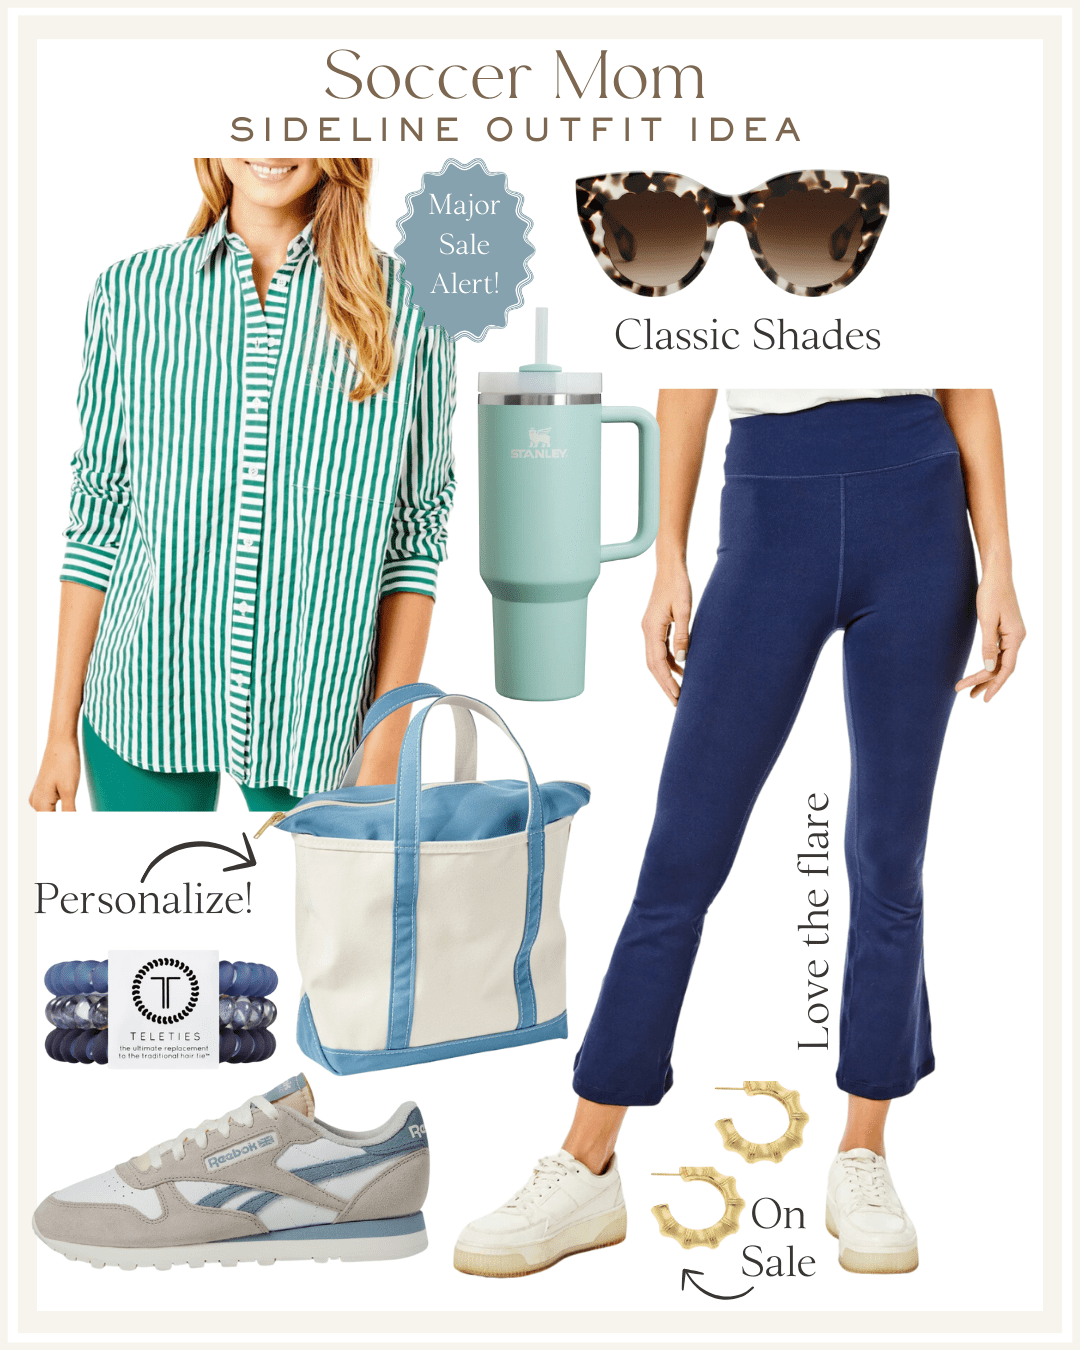 Soccer Mom
SIDELINE OUTFIT IDEA
Major
Sale
Alert!
Classic Shades
STANLEY
Love the flare
Personalize!
T
TELETIES
the ultimate replacement
to the traditional hair tie™
Reebok
On
Sale